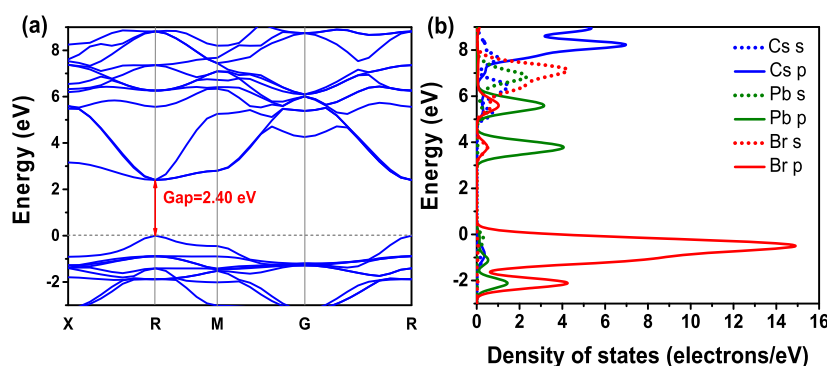 (a)
Energy (eV)
8
6
4
2
0
-2
Gap=2.40 eV
X R M G R
(b)
Energy (eV)
8
6
4
2
0
-2
Cs s
Cs p
Pb s
Pb p
Br s
Br p
0 2 4 6 8 10 12 14 16
Density of states (electrons/eV)